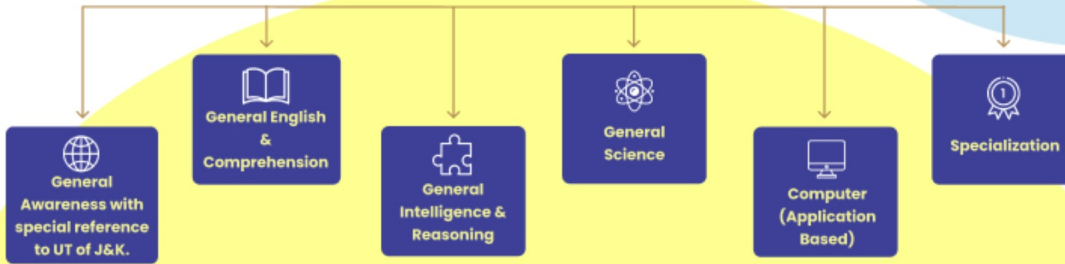 General
Awareness with
special reference
to UT of J&K.
General English
&
Comprehension
General
Intelligence &
Reasoning
General
Science
Computer
(Application
Based)
1
Specialization